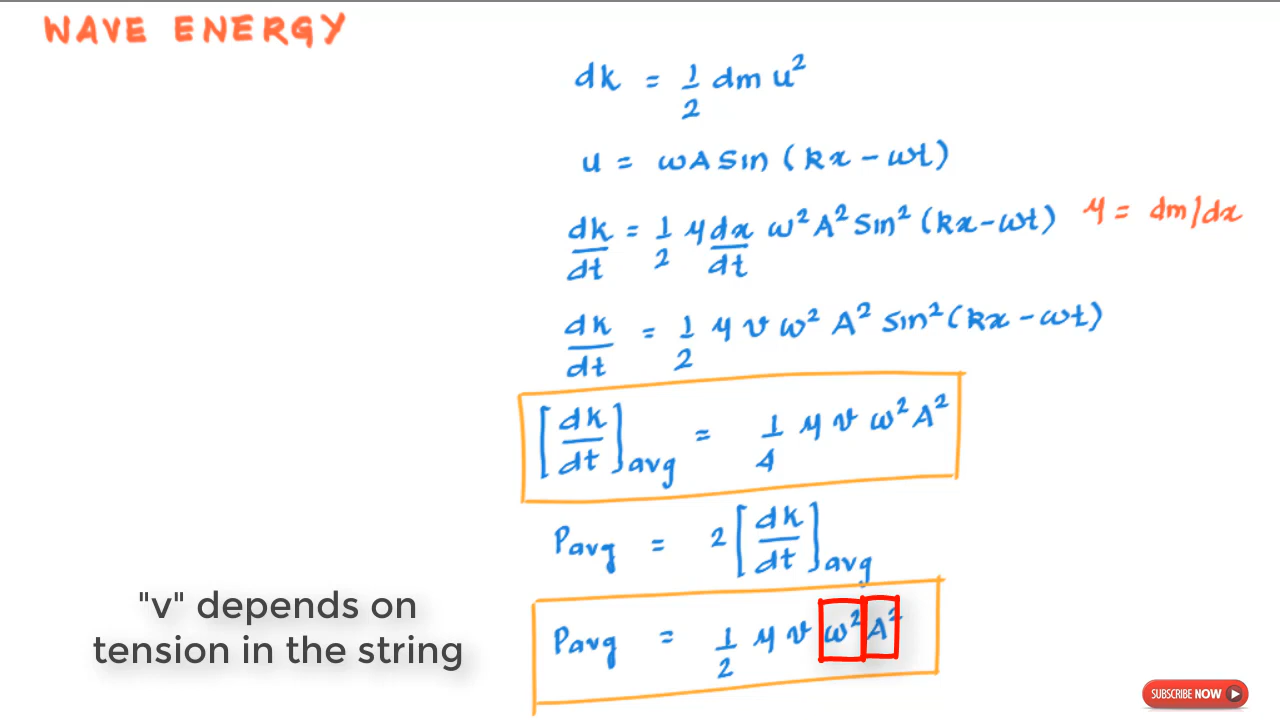 WAVE ENERGY
dk = 1/2 dm u²
u = ωA Sin (kx - ωt)
dk/dt = 1/2 μ dx/dt ω² A² Sin² (kx - ωt) μ = dm/dx
dk/dt = 1/2 μ v ω² A² Sin² (kx - ωt)
[dk/dt]avg = 1/4 μ v ω² A²
Pavg = 2 [dk/dt]avg
Pavg = 1/2 μ v ω² A²
"v" depends on
tension in the string
SUBSCRIBE NOW